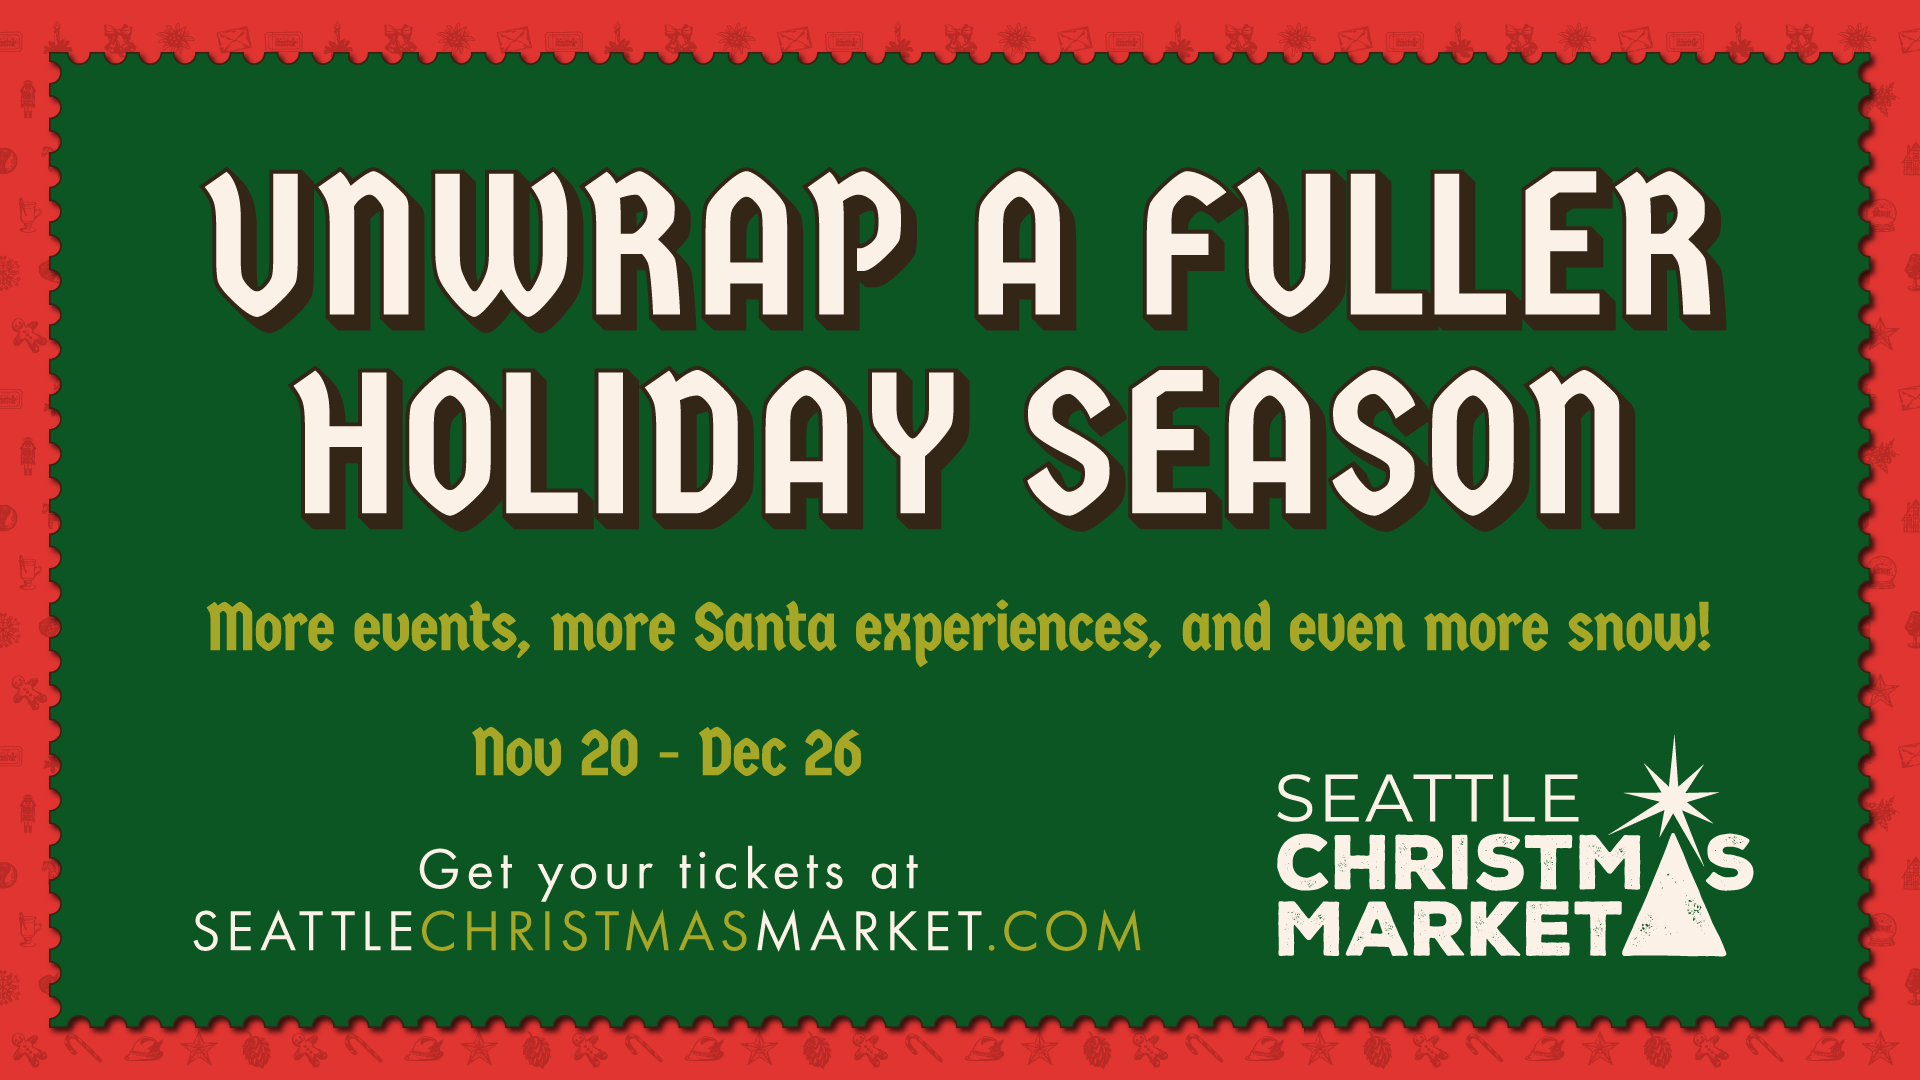 UNWRAP A FULLER
HOLIDAY SEASON
More events, more Santa experiences, and even more snow!
Nov 20 - Dec 26
Get your tickets at
SEATTLECHRISTMASMARKET.COM
SEATTLE
CHRISTMAS
MARKET